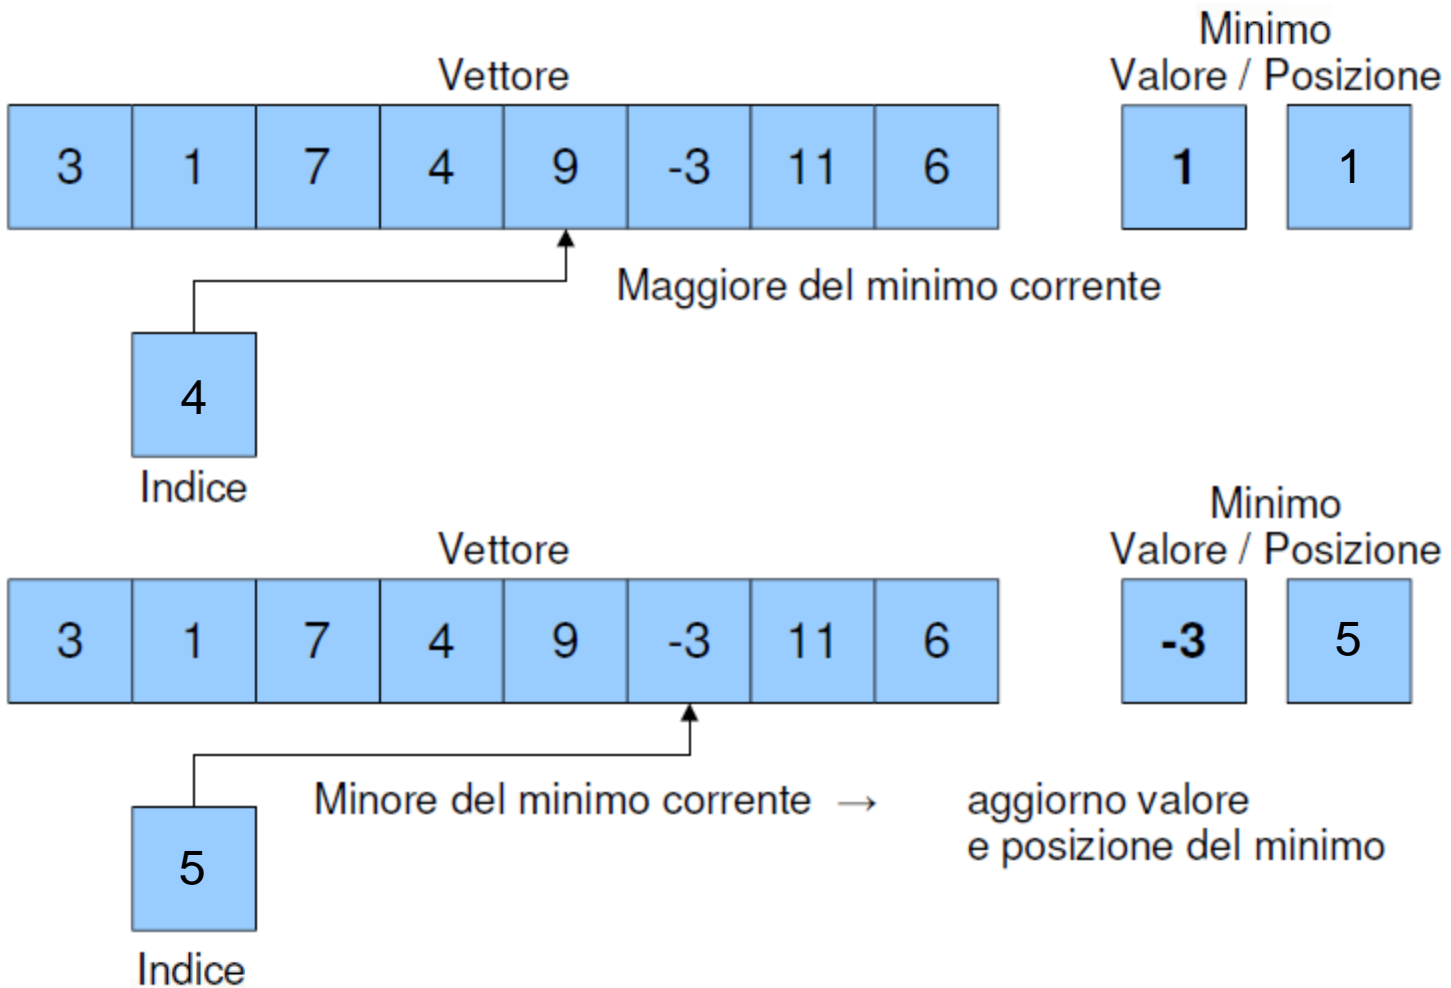 Minimo
Vettore
Valore / Posizione
3 1 7 4 9 -3 11 6
1 1
Maggiore del minimo corrente
4
Indice
Minimo
Vettore
Valore / Posizione
3 1 7 4 9 -3 11 6
-3 5
Minore del minimo corrente → aggiorno valore
e posizione del minimo
5
Indice